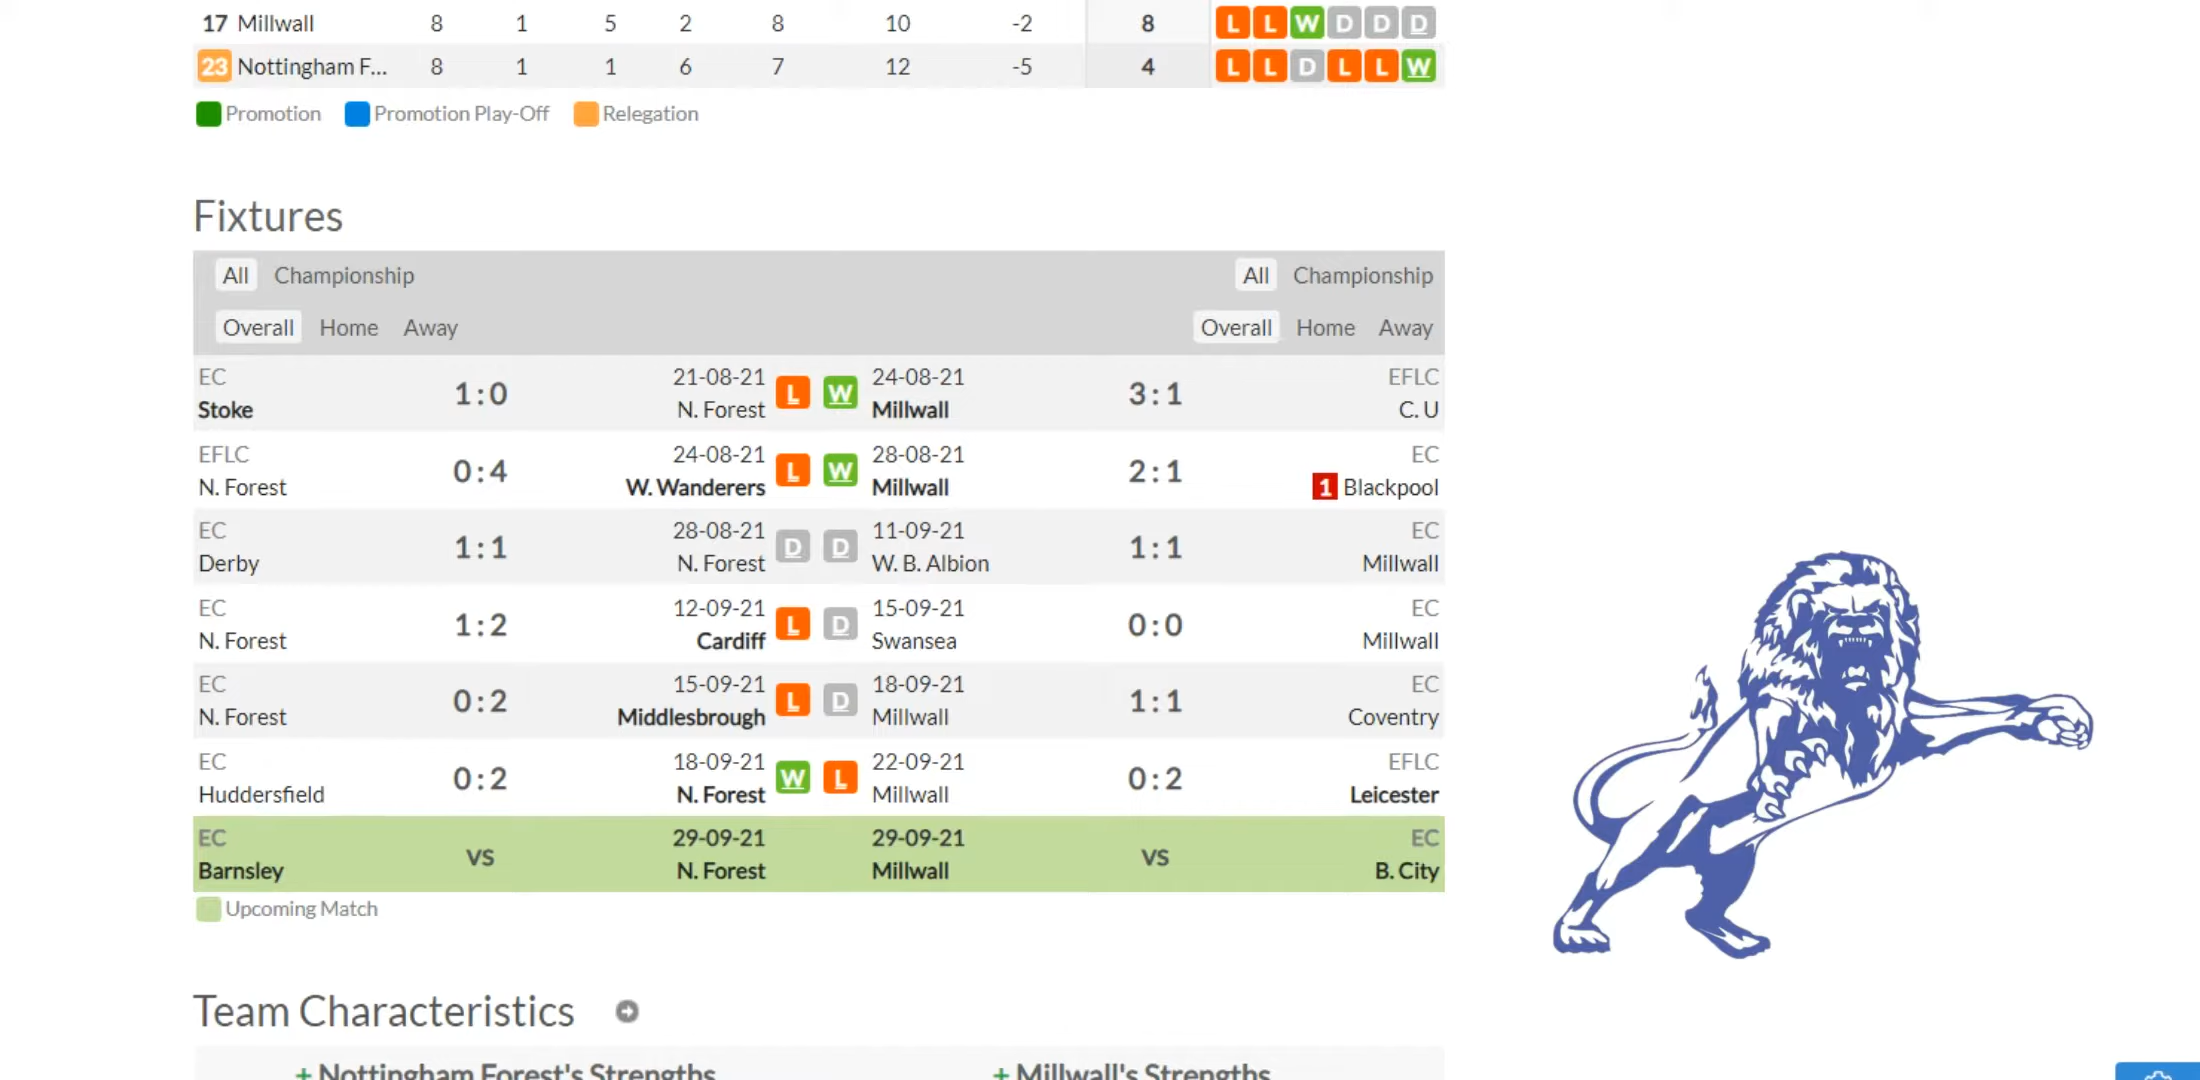 17 Millwall 8 1 5 2 8 10 -2 8 L L W D D D
23 Nottingham F... 8 1 1 6 7 12 -5 4 L L D L L W
Promotion Promotion Play-Off Relegation
Fixtures
All Championship All Championship
Overall Home Away Overall Home Away
EC 21-08-21 24-08-21 EFLC
Stoke 1:0 N. Forest L W Millwall 3:1 C. U
EFLC 24-08-21 28-08-21 EC
N. Forest 0:4 W. Wanderers L W Millwall 2:1 1 Blackpool
EC 28-08-21 11-09-21 EC
Derby 1:1 N. Forest D D W. B. Albion 1:1 Millwall
EC 12-09-21 15-09-21 EC
N. Forest 1:2 Cardiff L D Swansea 0:0 Millwall
EC 15-09-21 18-09-21 EC
N. Forest 0:2 Middlesbrough L D Millwall 1:1 Coventry
EC 18-09-21 22-09-21 EFLC
Huddersfield 0:2 N. Forest W L Millwall 0:2 Leicester
EC 29-09-21 29-09-21 EC
Barnsley vs N. Forest Millwall vs B. City
Upcoming Match
Team Characteristics
+ Nottingham Forest's Strengths + Millwall's Strengths